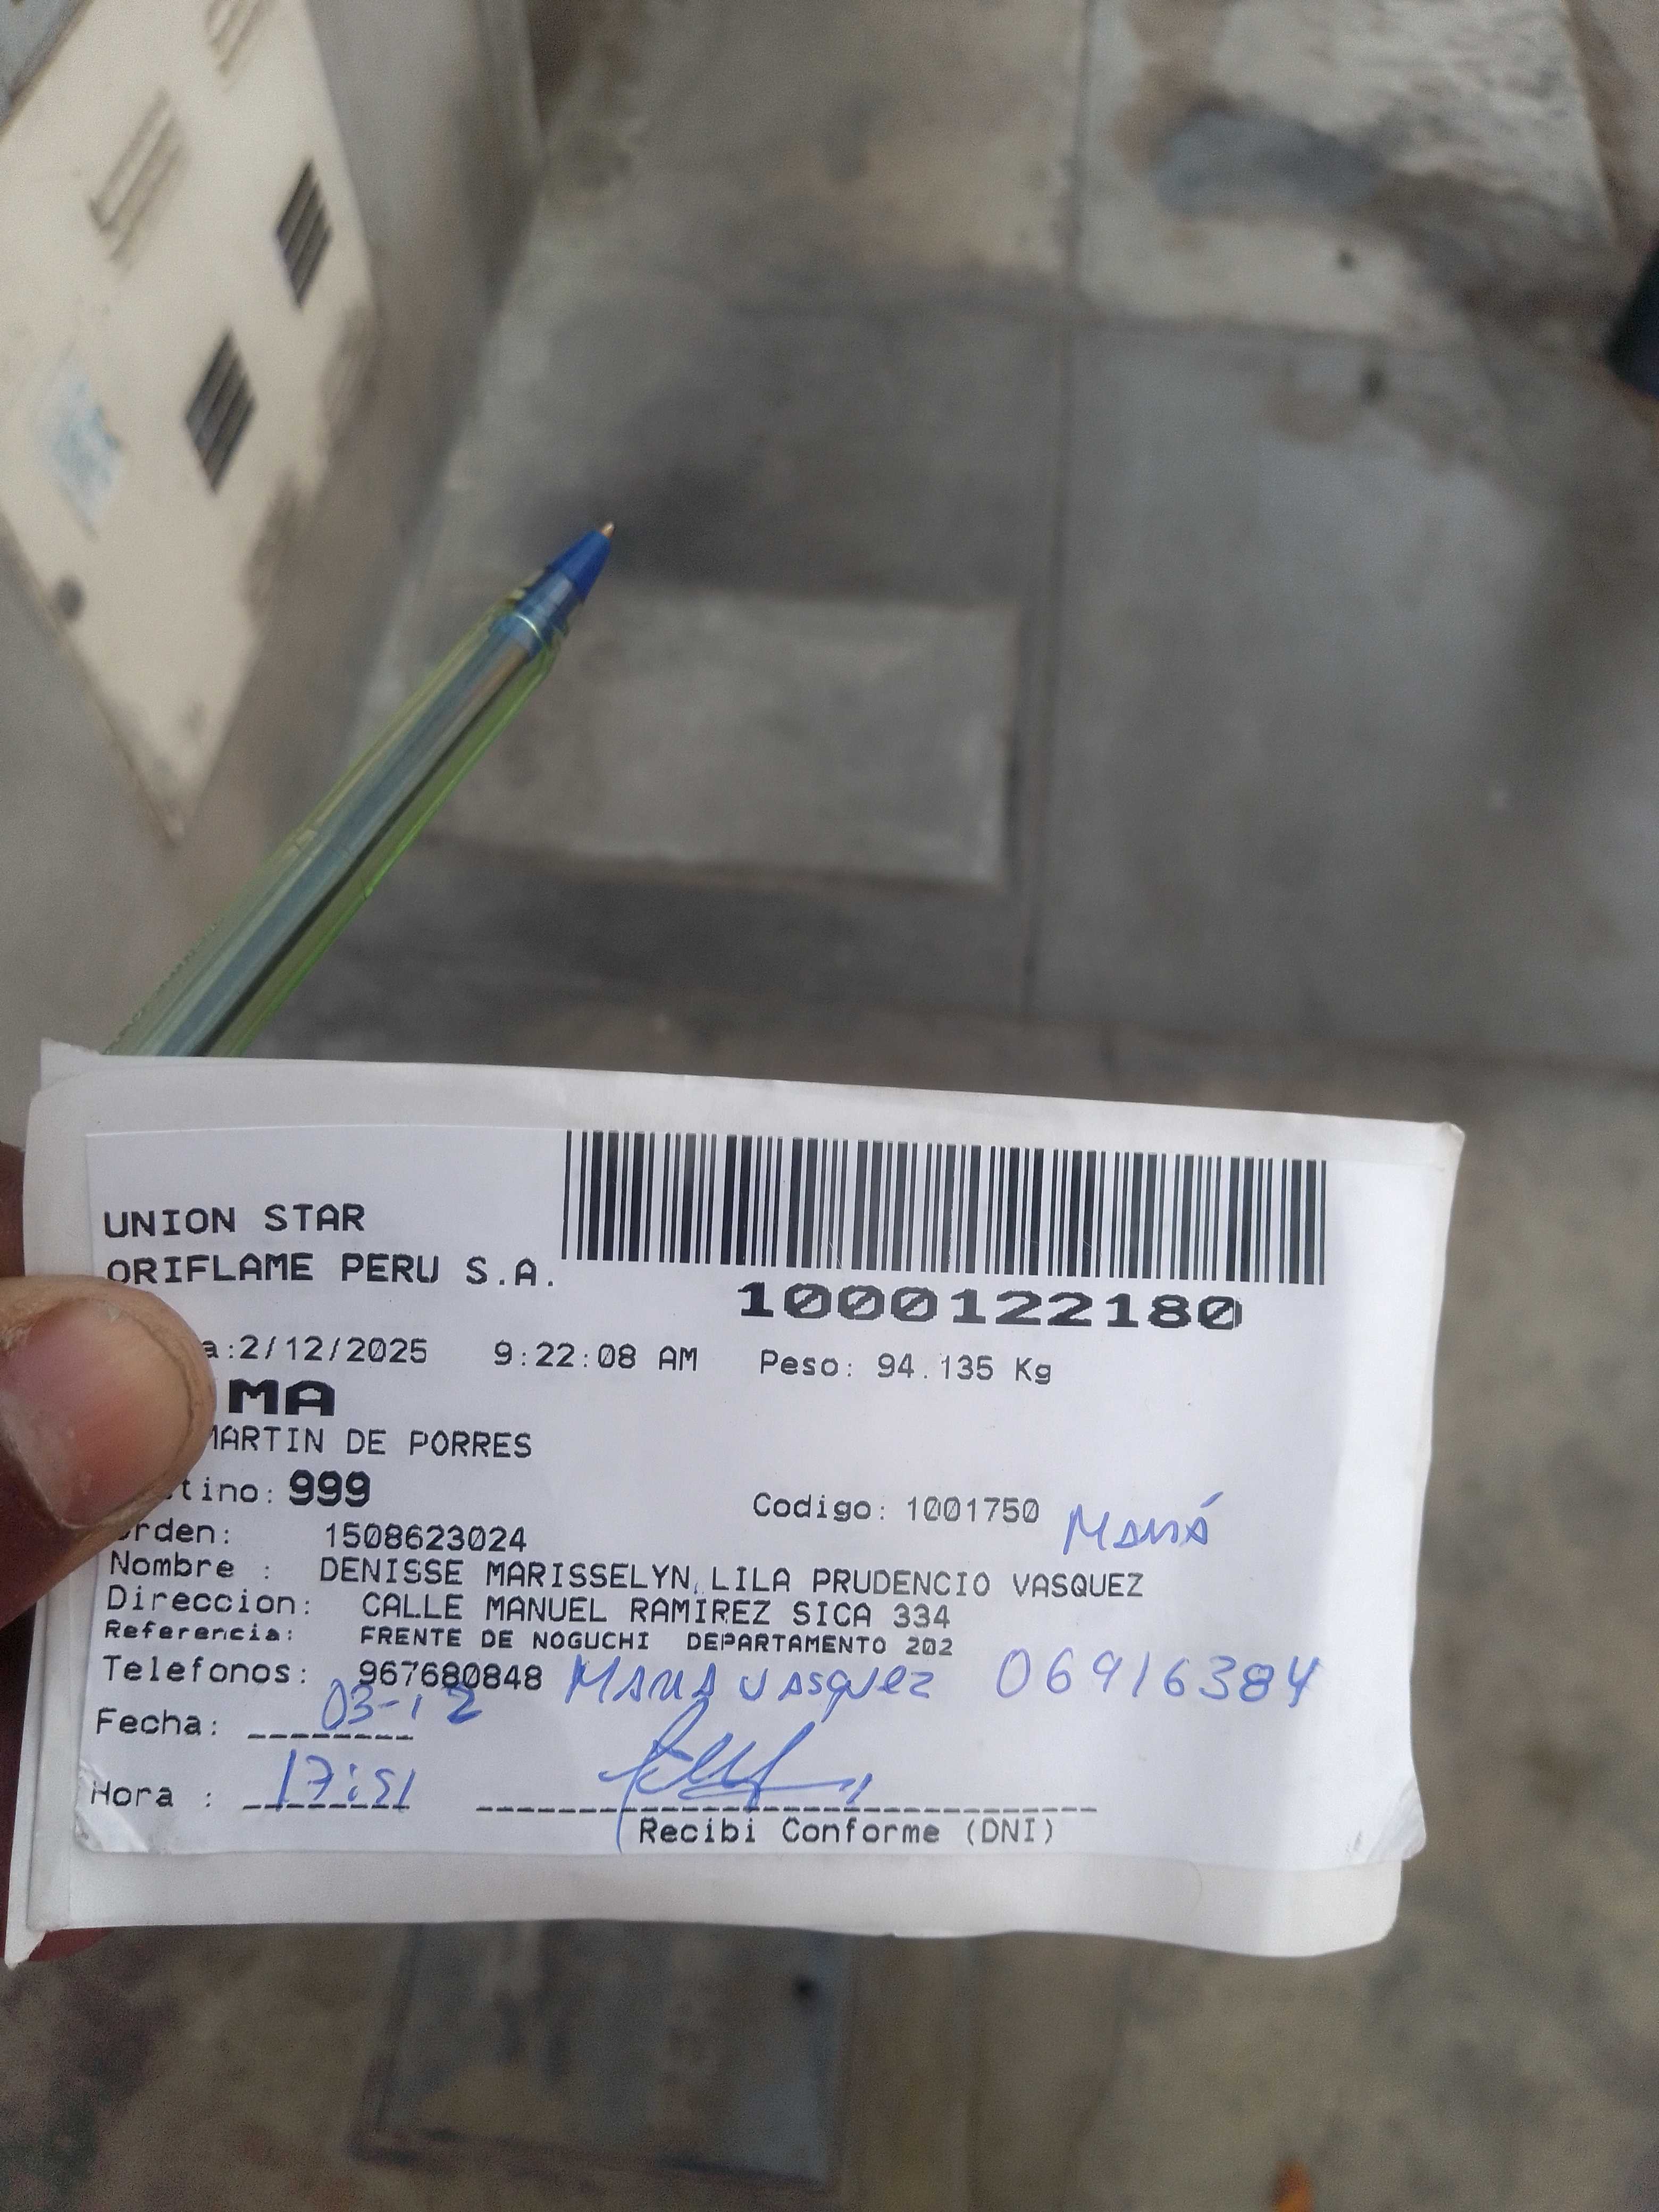 UNION STAR
ORIFLAME PERU S.A.
1000122180
a:2/12/2025 9:22:08 AM Peso: 94.135 Kg
MA
MARTIN DE PORRES
tino: 999
Codigo: 1001750 Mamá
rden: 1508623024
Nombre : DENISSE MARISSELYN LILA PRUDENCIO VASQUEZ
Direccion: CALLE MANUEL RAMIREZ SICA 334
Referencia: FRENTE DE NOGUCHI DEPARTAMENTO 202
Telefonos: 967680848 Vasquez 06916384
Fecha: 03-12
Hora : 17:51
Recibi Conforme (DNI)